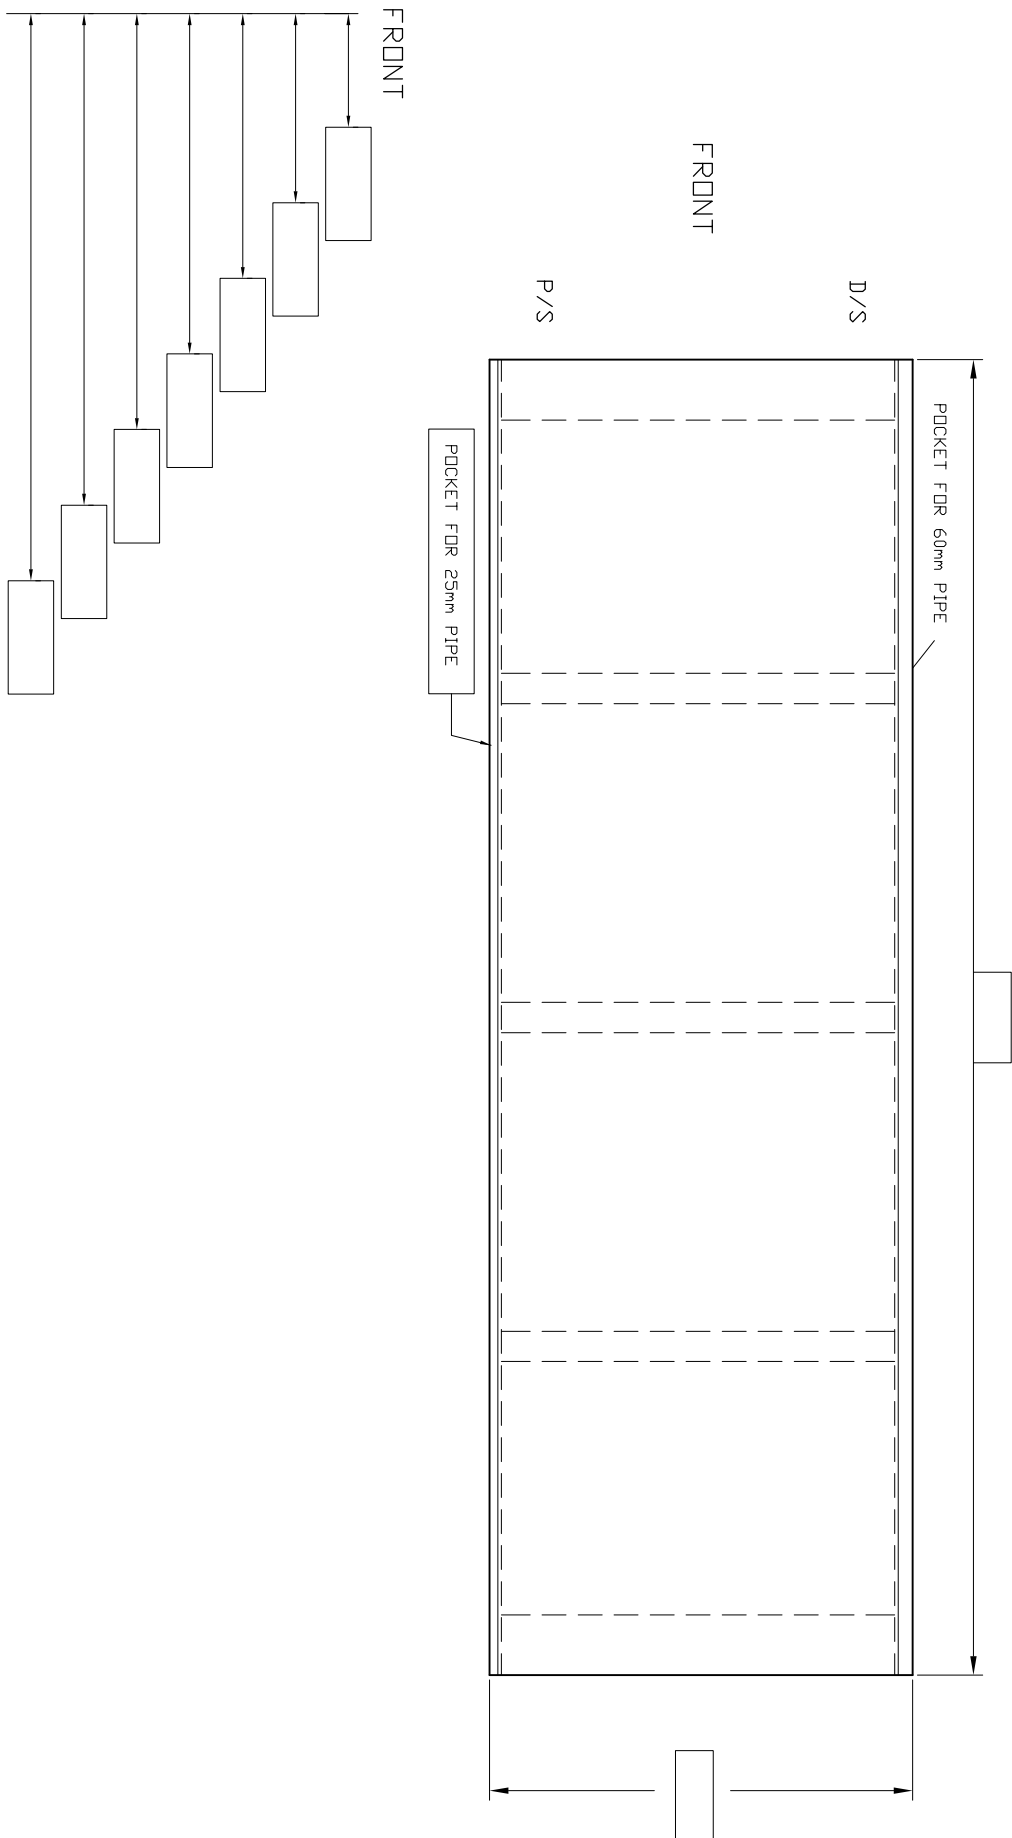 FRONT
FRONT
D/S
P/S
POCKET FOR 60mm PIPE
POCKET FOR 25mm PIPE